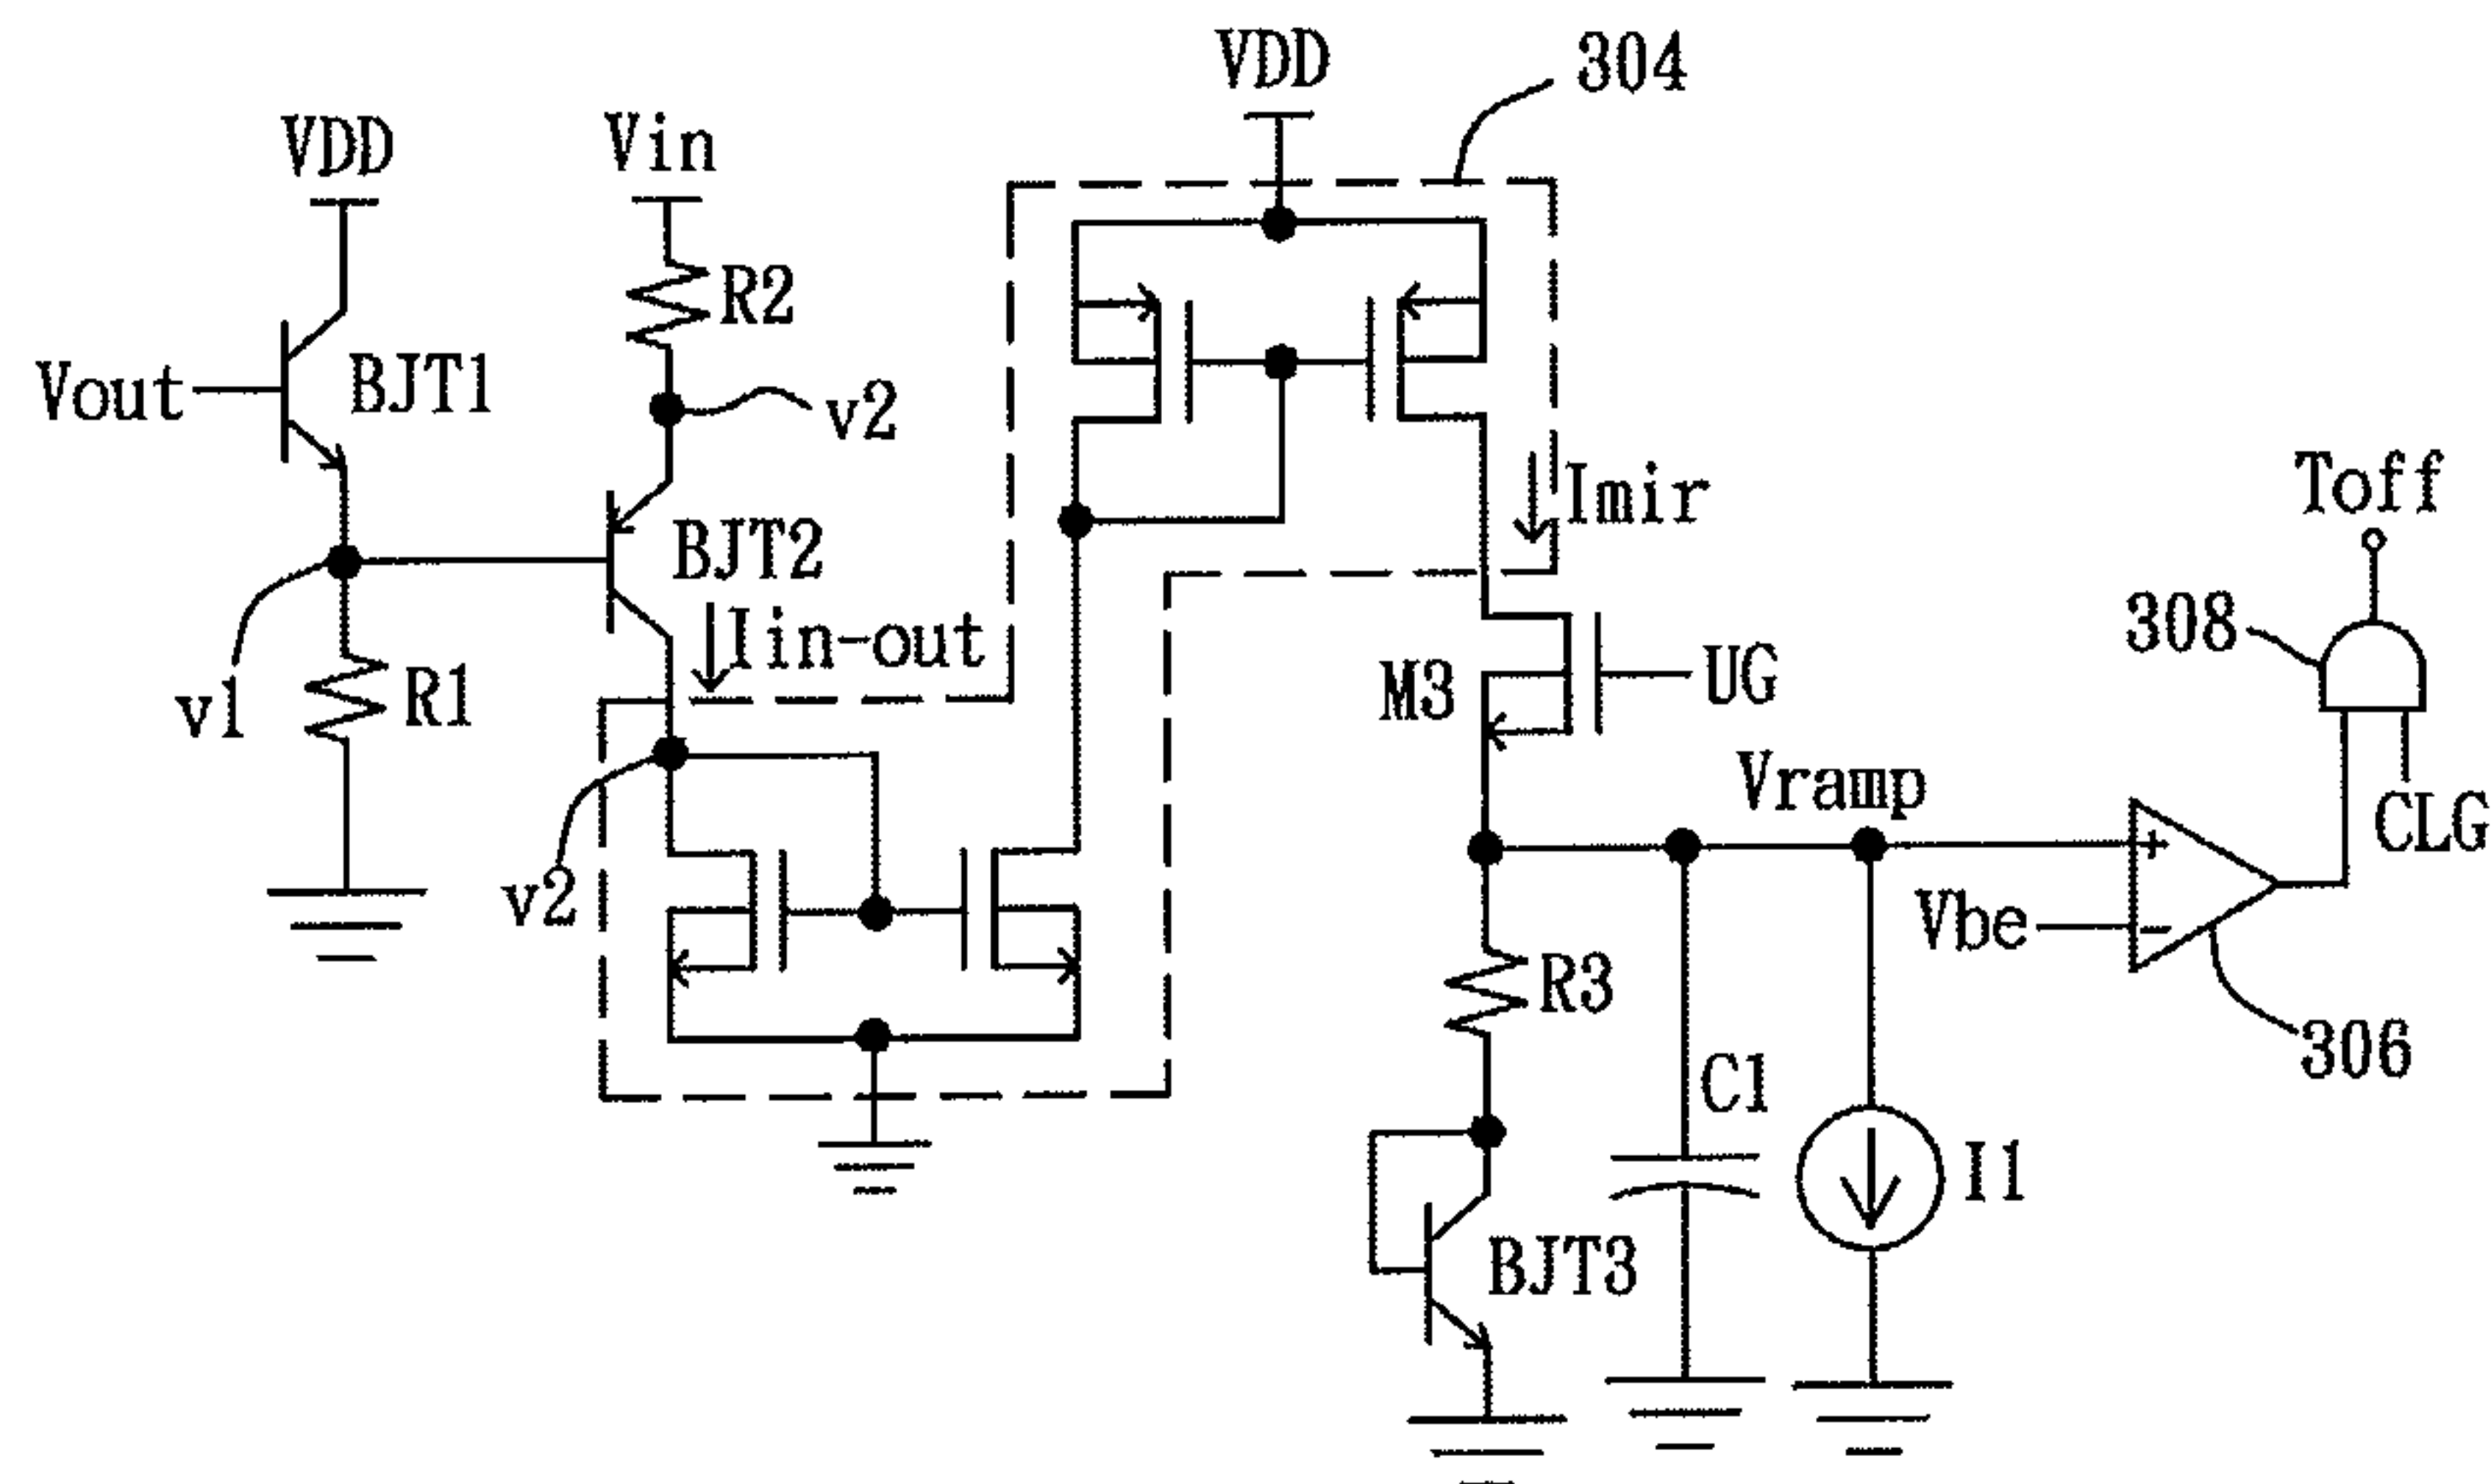 VDD
304
VDD
Vin
R2
Vout
BJT1
v2
Imir
Toff
BJT2
Iin-out
308
v1
R1
M3
UG
Vramp
CLG
v2
Vbe
R3
306
C1
I1
BJT3